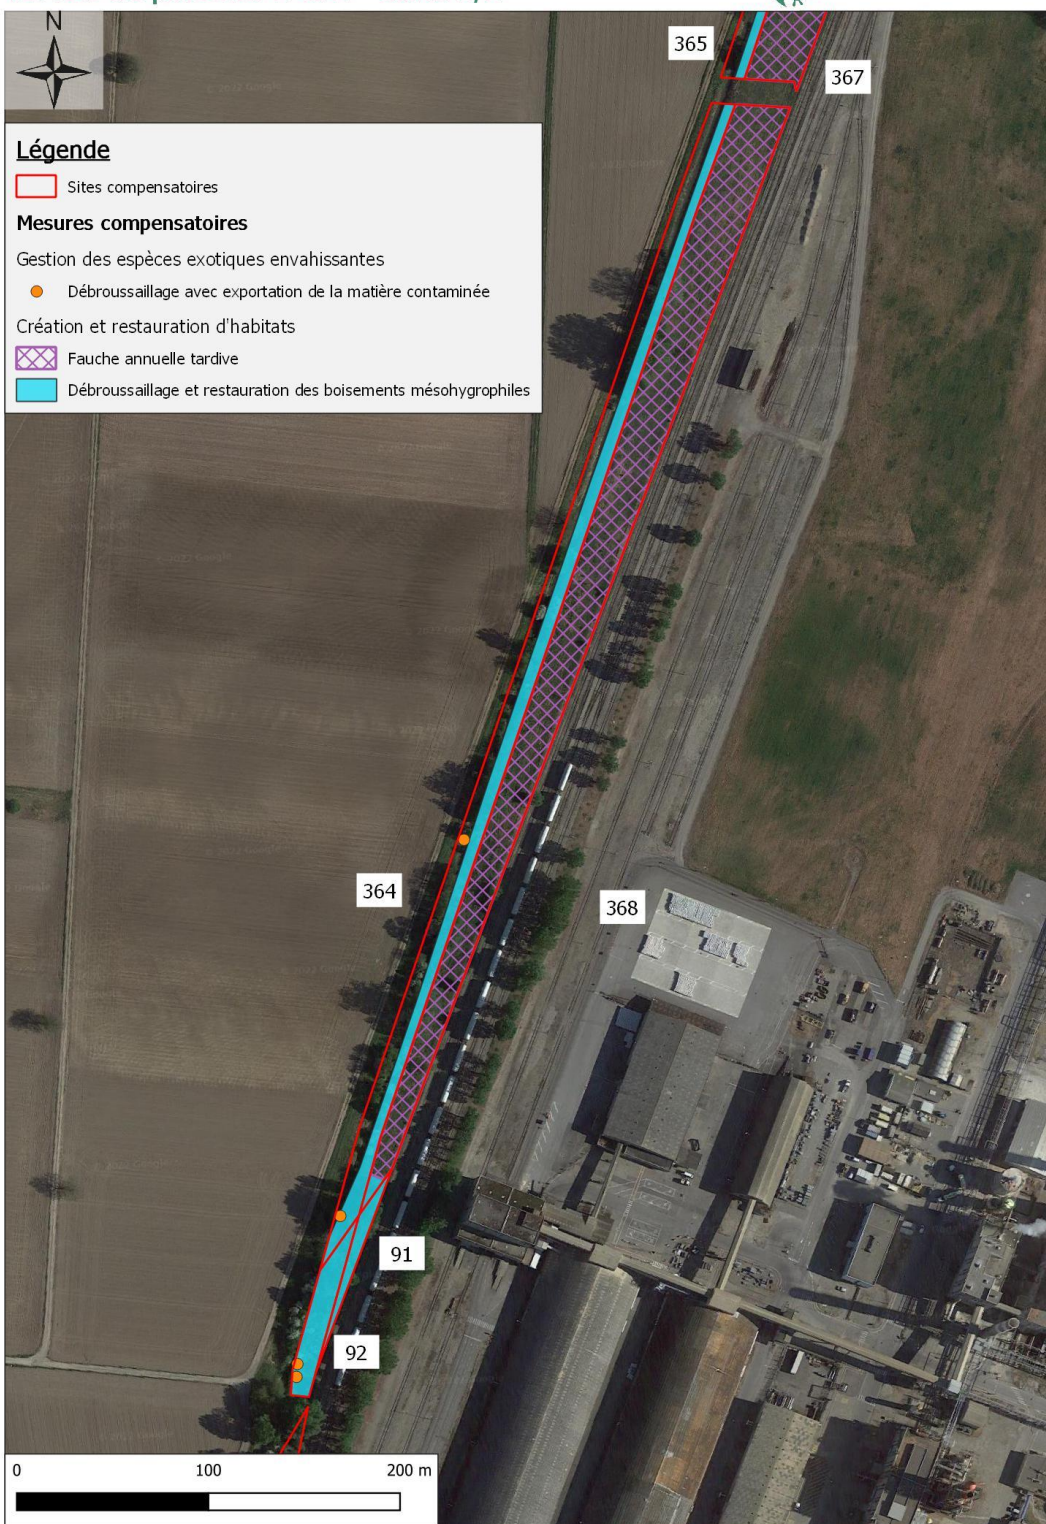 N
365
367
Légende
Sites compensatoires
Mesures compensatoires
Gestion des espèces exotiques envahissantes
Débroussaillage avec exportation de la matière contaminée
Création et restauration d'habitats
Fauche annuelle tardive
Débroussaillage et restauration des boisements mésohygrophiles
364
368
91
92
0 100 200 m